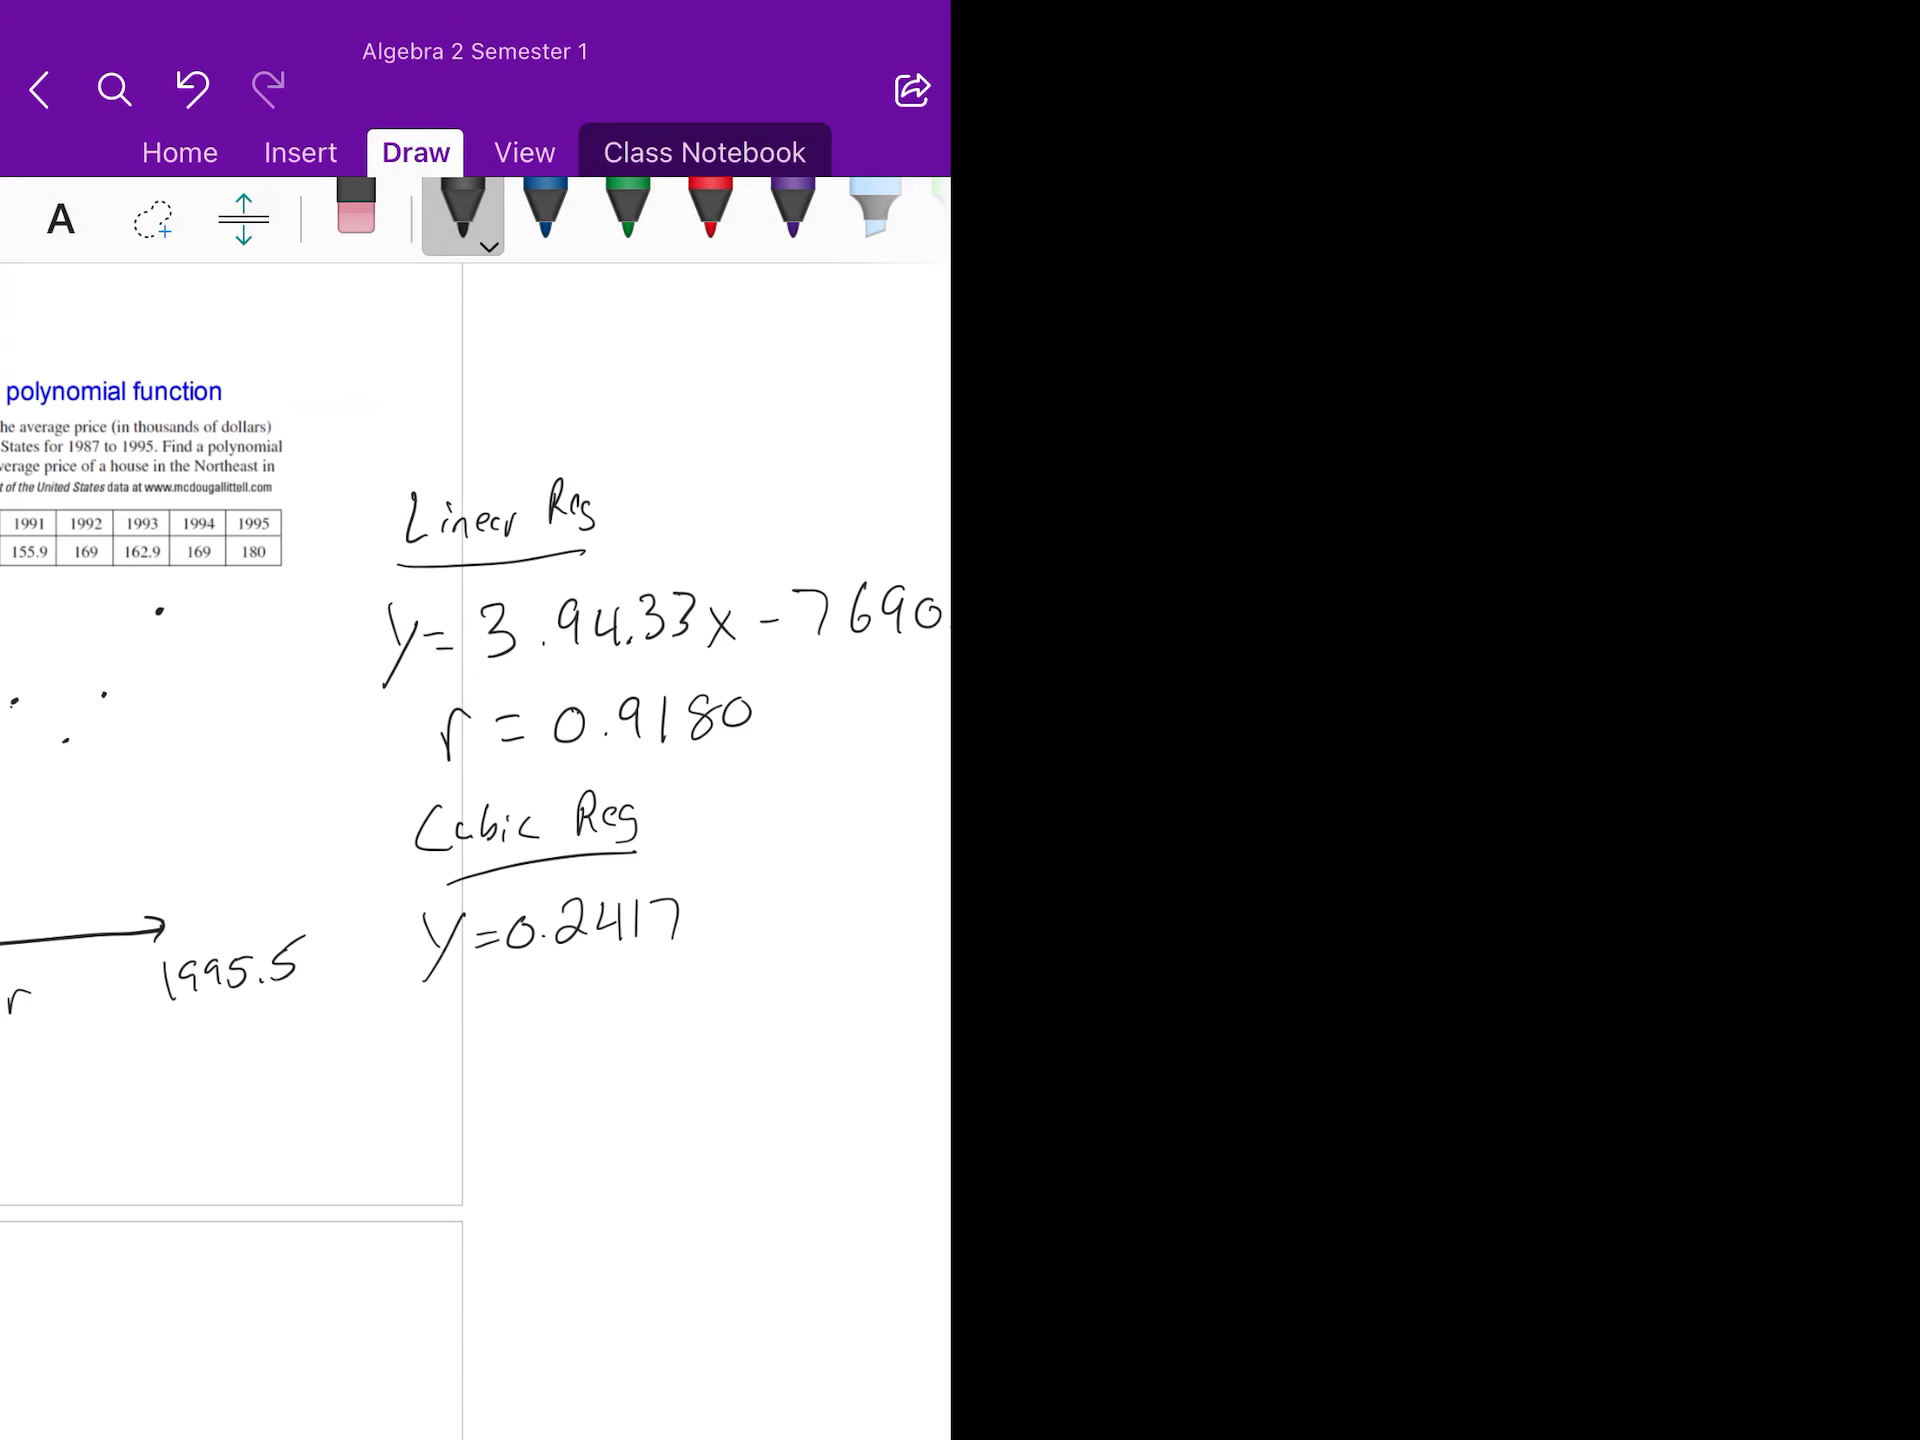 Algebra 2 Semester 1
Home Insert Draw View Class Notebook
A
polynomial function
he average price (in thousands of dollars)
States for 1987 to 1995. Find a polynomial
verage price of a house in the Northeast in
t of the United States data at www.mcdougallittell.com
1991 1992 1993 1994 1995
155.9 169 162.9 169 180
Linear Reg
y= 3.94.33x - 7690.
r = 0.9180
Cubic Reg
y=0.2417
1995.5
r